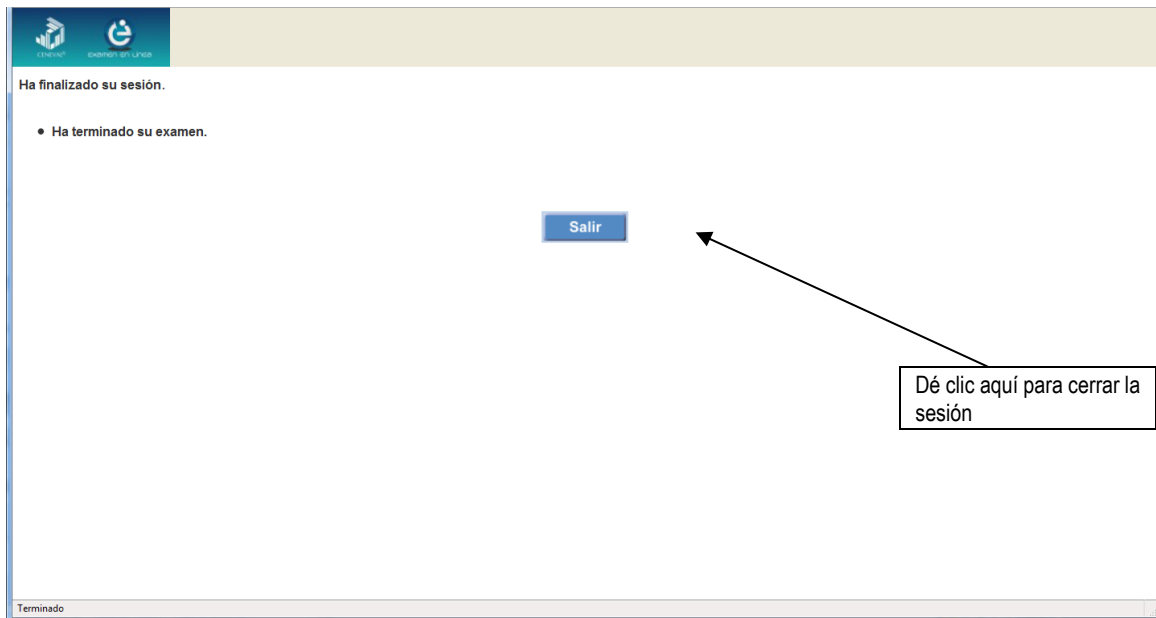 CENEVAL®
examen en línea
Ha finalizado su sesión.
Ha terminado su examen.
Salir
Dé clic aquí para cerrar la
sesión
Terminado